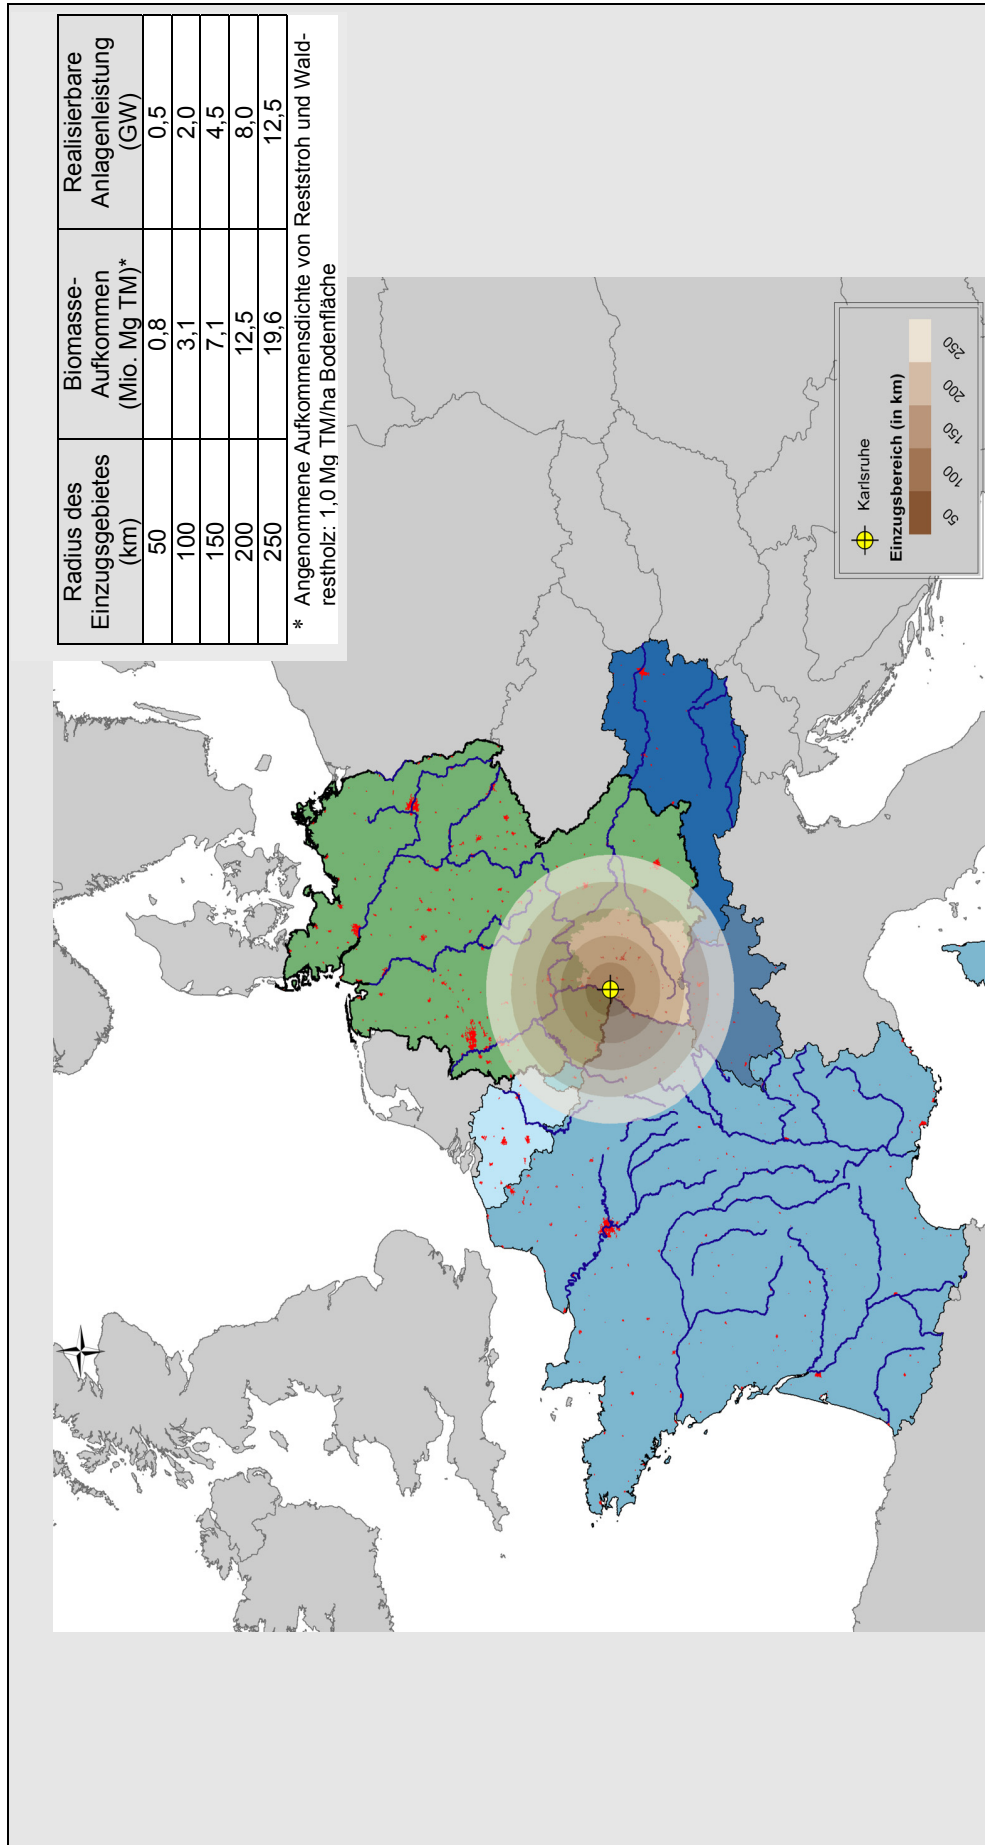 Radius des
Einzugsgebietes
(km)
Biomasse-
Aufkommen
(Mio. Mg TM)*
Realisierbare
Anlagenleistung
(GW)
50 0,8 0,5
100 3,1 2,0
150 7,1 4,5
200 12,5 8,0
250 19,6 12,5
* Angenommene Aufkommensdichte von Reststroh und Wald-
restholz: 1,0 Mg TM/ha Bodenfläche
Karlsruhe
Einzugsbereich (in km)
50 100 150 200 250